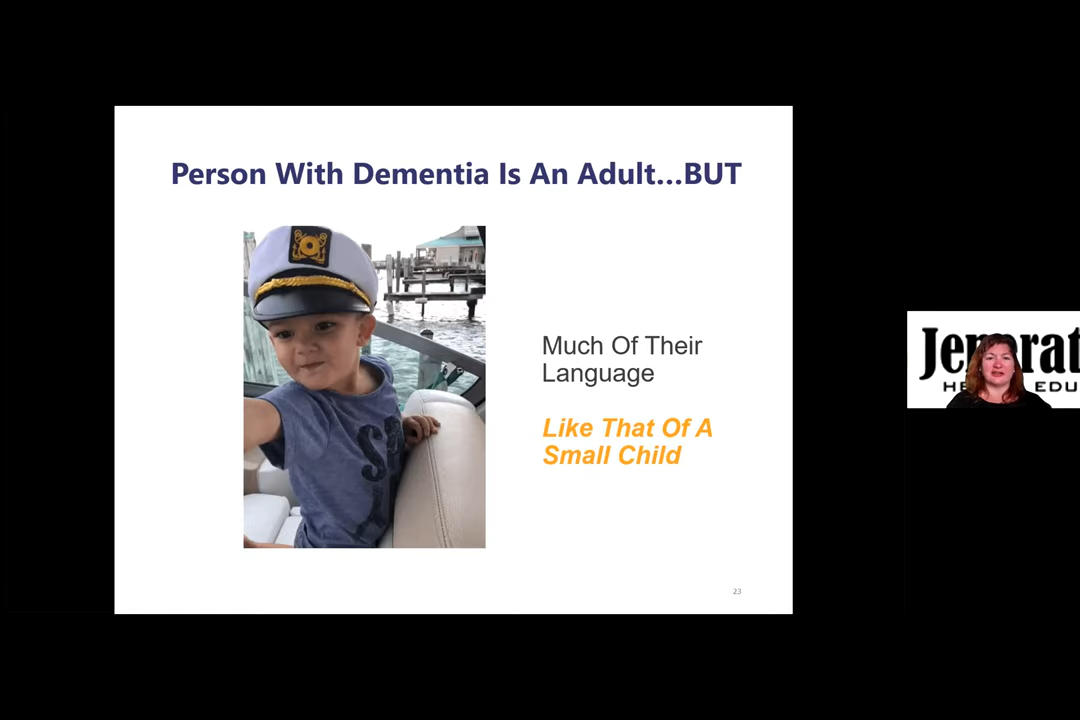 Person With Dementia Is An Adult...BUT
Much Of Their
Language
Like That Of A
Small Child
23